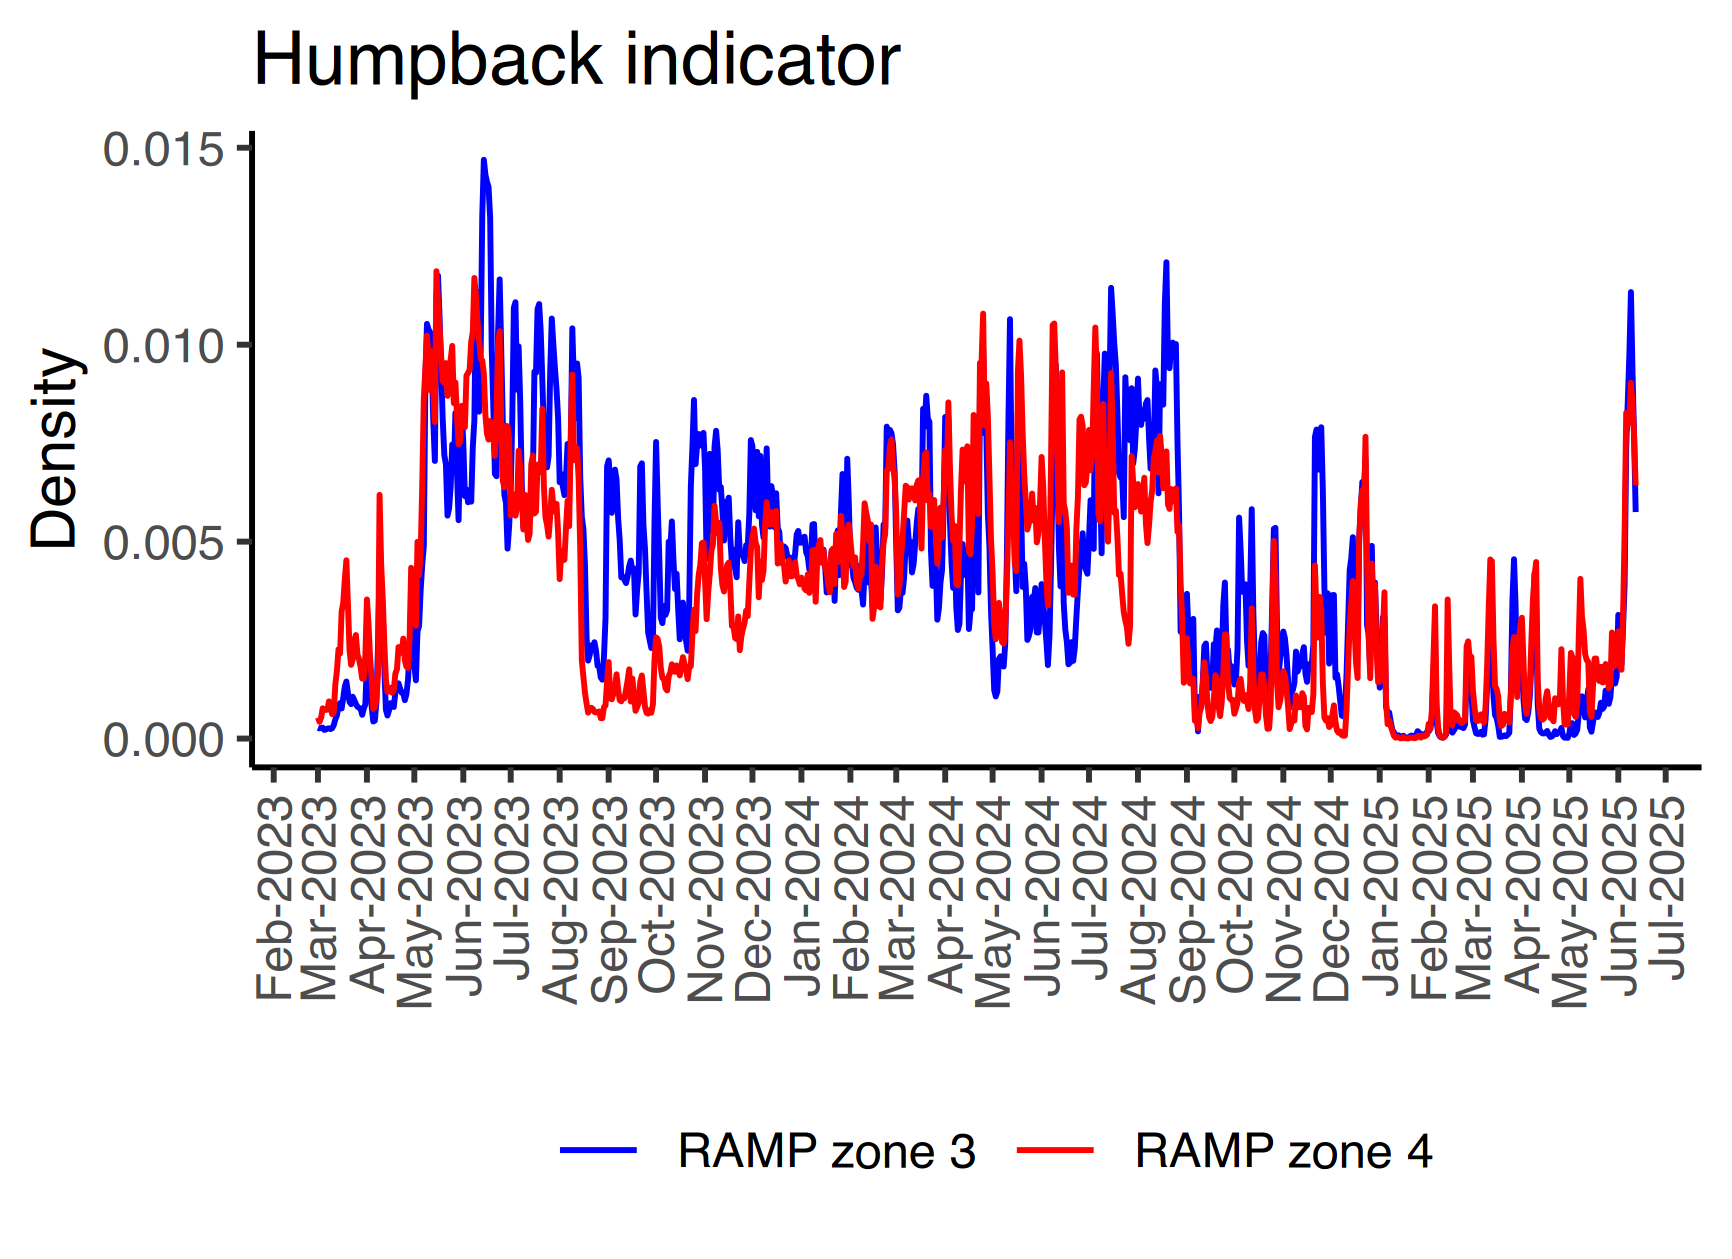 Humpback indicator
Density
0.015
0.010
0.005
0.000
Feb-2023
Mar-2023
Apr-2023
May-2023
Jun-2023
Jul-2023
Aug-2023
Sep-2023
Oct-2023
Nov-2023
Dec-2023
Jan-2024
Feb-2024
Mar-2024
Apr-2024
May-2024
Jun-2024
Jul-2024
Aug-2024
Sep-2024
Oct-2024
Nov-2024
Dec-2024
Jan-2025
Feb-2025
Mar-2025
Apr-2025
May-2025
Jun-2025
Jul-2025
RAMP zone 3
RAMP zone 4